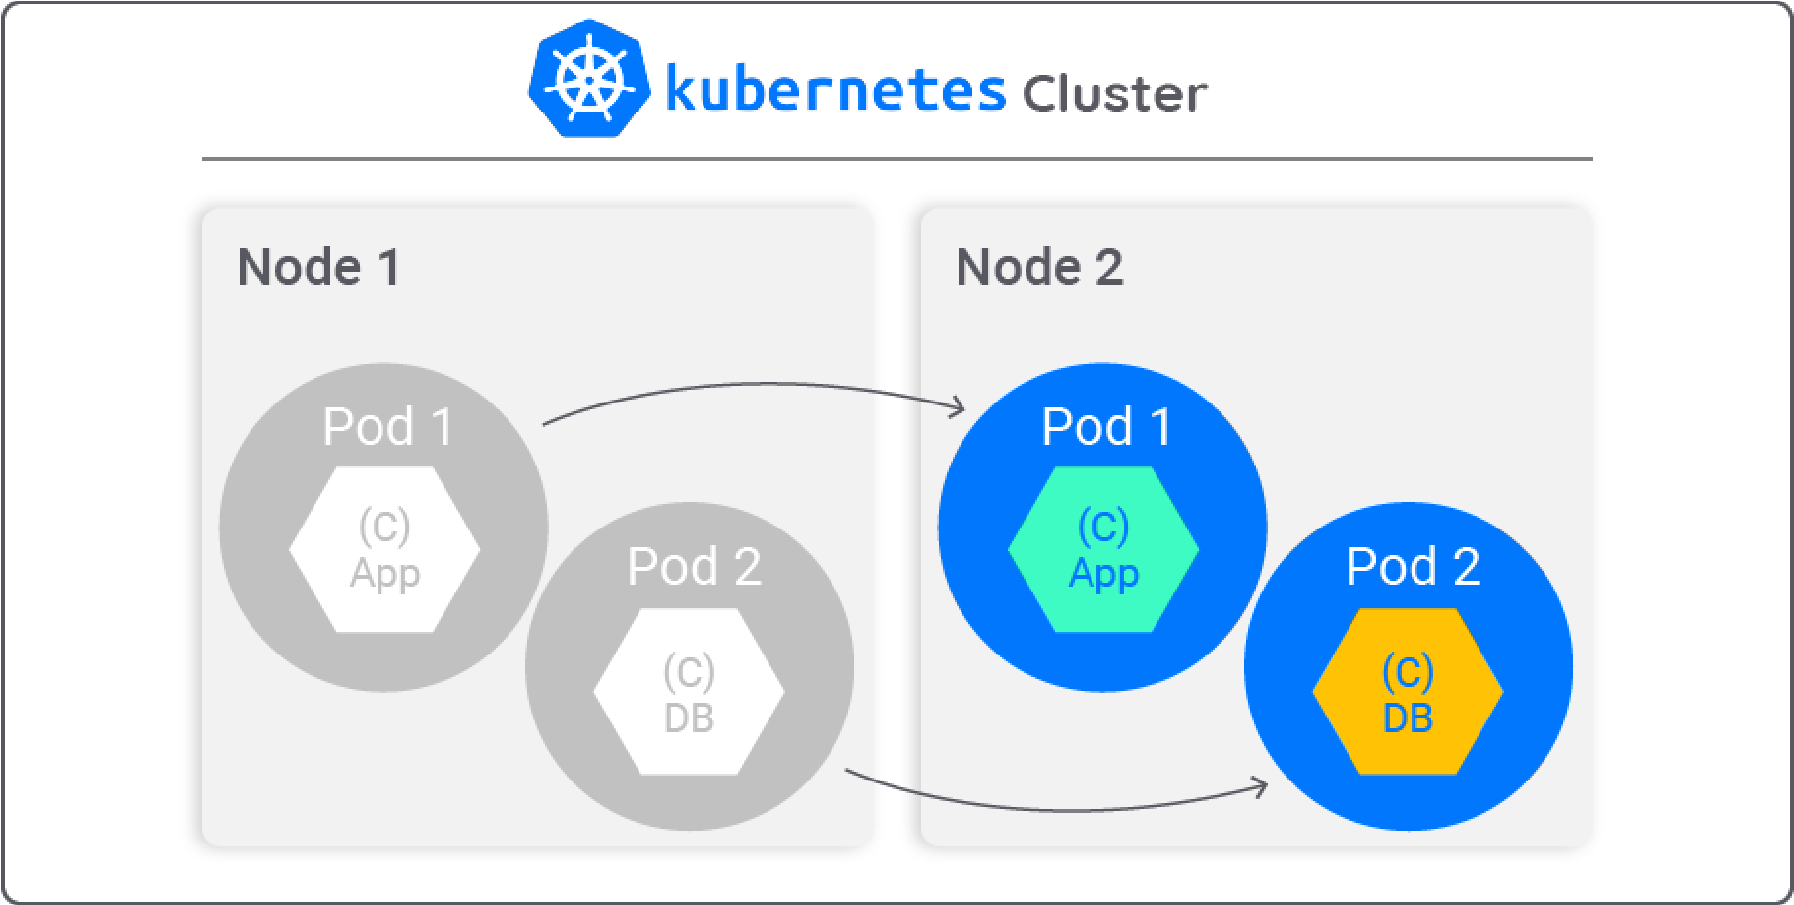 kubernetes Cluster
Node 1
Pod 1
(C)
App
Pod 2
(C)
DB
Node 2
Pod 1
(C)
App
Pod 2
(C)
DB